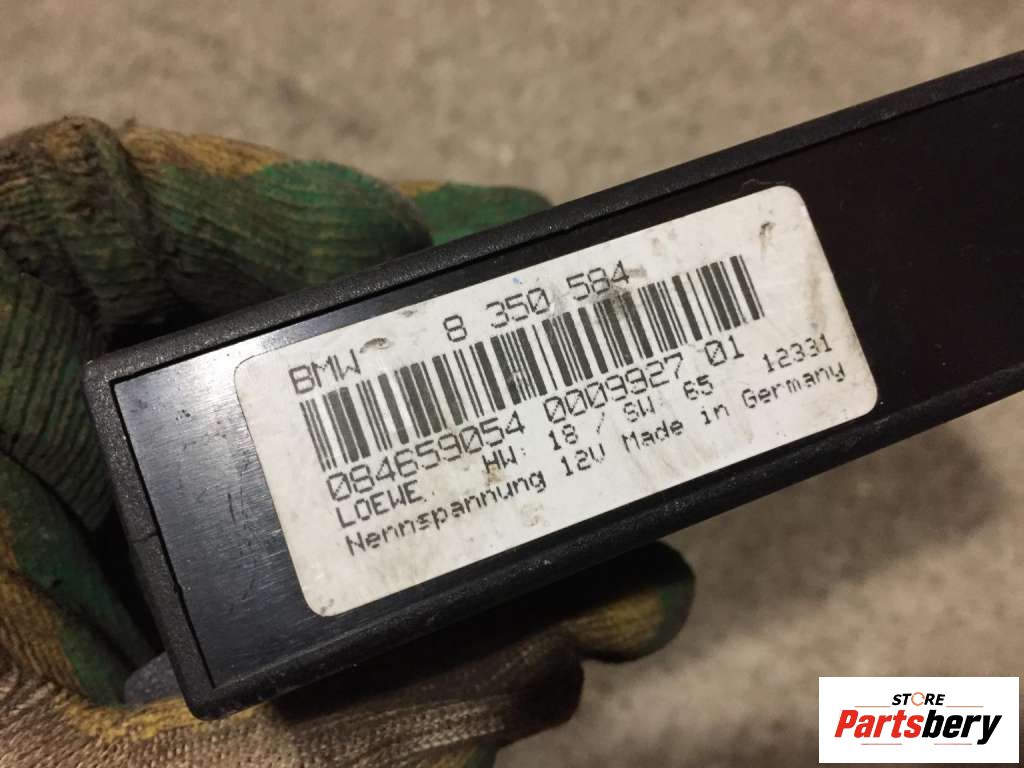 BMW 8 350 584
084659054 0009927 01
LOEWE. HW: 18 / SW 65 12331
Nennspannung 12V Made in Germany
STORE
Partsbery